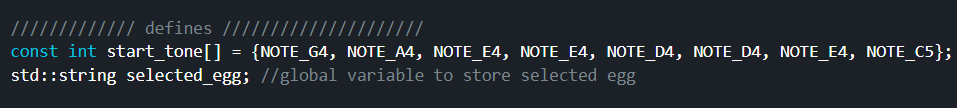 ///////////// defines /////////////////////
const int start_tone[] = {NOTE_G4, NOTE_A4, NOTE_E4, NOTE_E4, NOTE_D4, NOTE_D4, NOTE_E4, NOTE_C5};
std::string selected_egg; //global variable to store selected egg